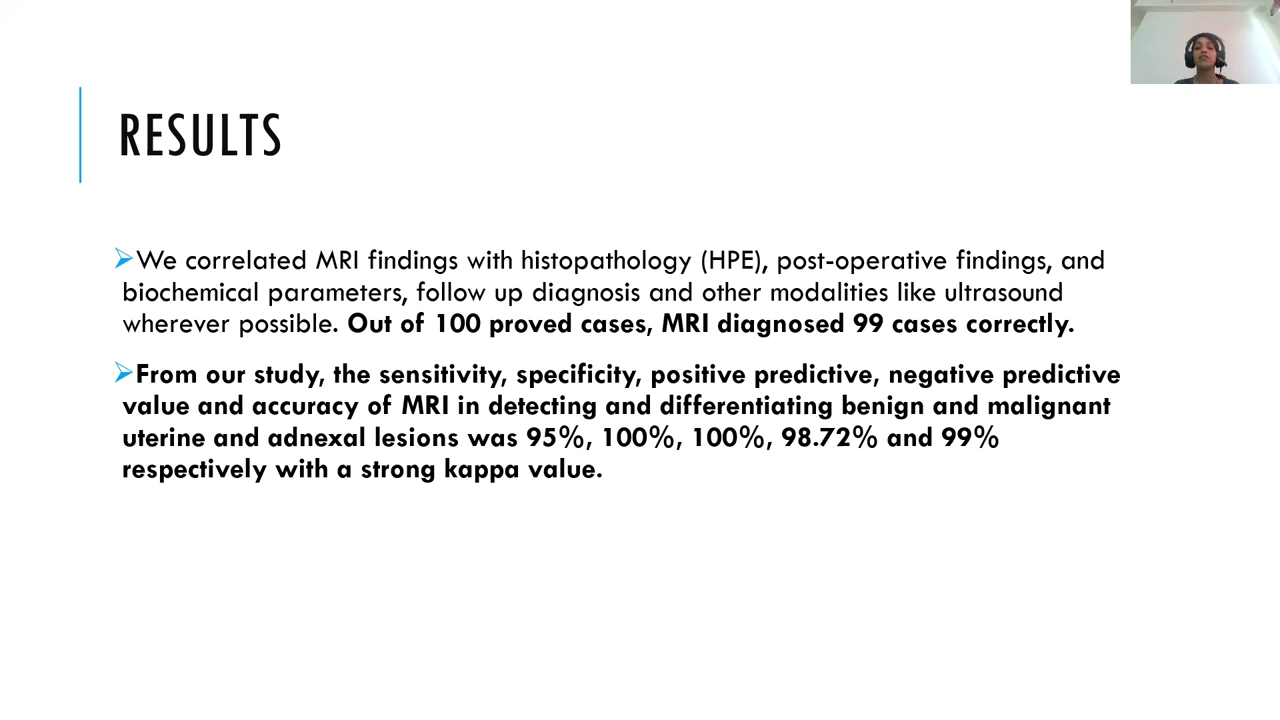 RESULTS
➢We correlated MRI findings with histopathology (HPE), post-operative findings, and
biochemical parameters, follow up diagnosis and other modalities like ultrasound
wherever possible. Out of 100 proved cases, MRI diagnosed 99 cases correctly.
➢From our study, the sensitivity, specificity, positive predictive, negative predictive
value and accuracy of MRI in detecting and differentiating benign and malignant
uterine and adnexal lesions was 95%, 100%, 100%, 98.72% and 99%
respectively with a strong kappa value.